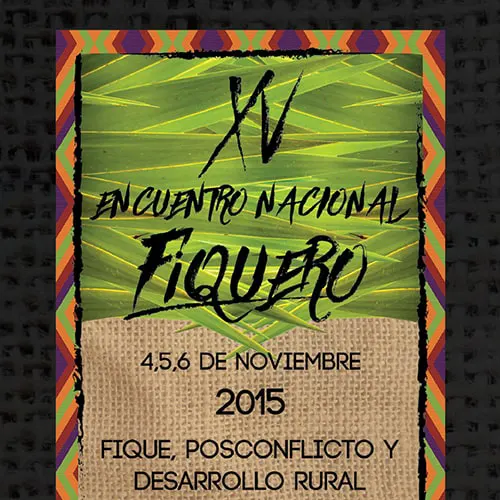 XV
ENCUENTRO NACIONAL
FiQUERO
4,5,6 DE NOVIEMBRE
2015
FIQUE, POSCONFLICTO Y
DESARROLLO RURAL